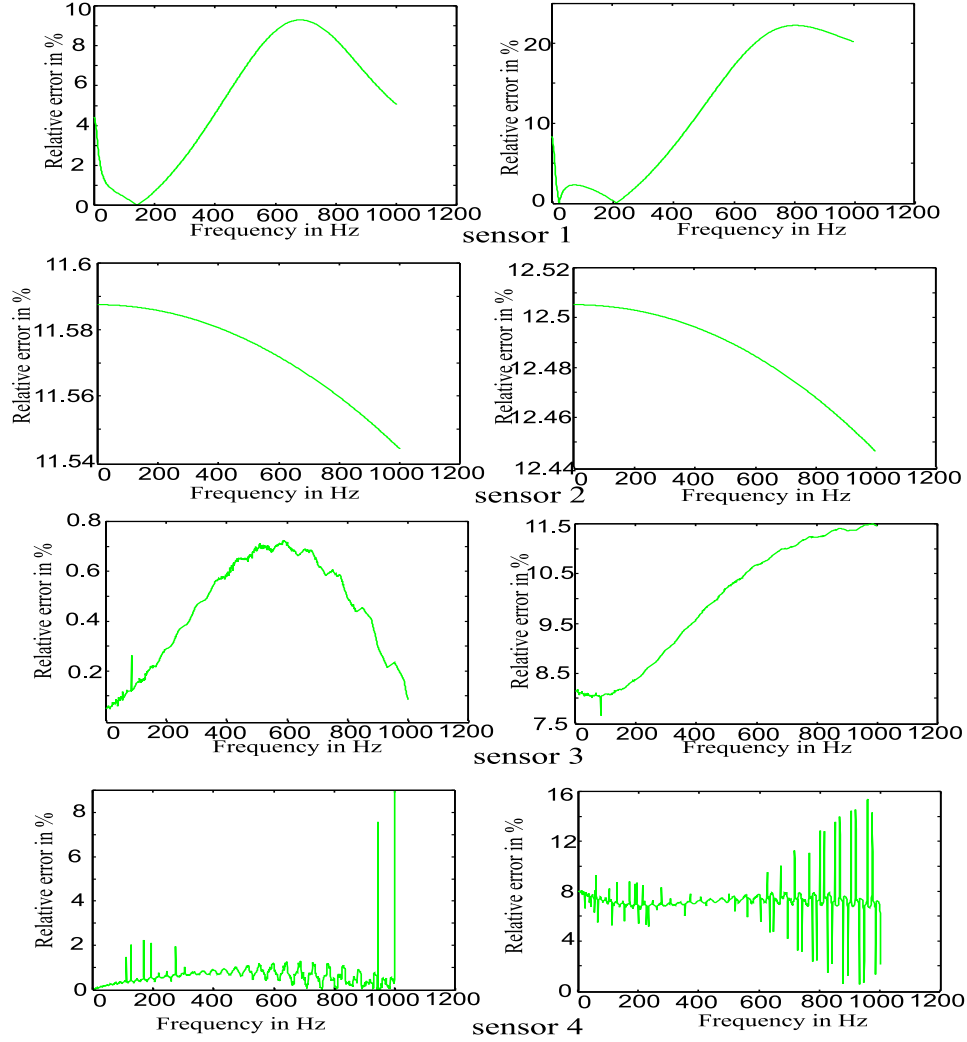 Relative error in %
10
8
6
4
2
0
0 200 400 600 800 1000 1200
Frequency in Hz
Relative error in %
20
10
0
0 200 400 600 800 1000 1200
Frequency in Hz
sensor 1
Relative error in %
11.6
11.58
11.56
11.54
0 200 400 600 800 1000 1200
Frequency in Hz
Relative error in %
12.52
12.5
12.48
12.46
12.44
0 200 400 600 800 1000 1200
Frequency in Hz
sensor 2
Relative error in %
0.8
0.6
0.4
0.2
0 200 400 600 800 1000 1200
Frequency in Hz
Relative error in %
11.5
10.5
9.5
8.5
7.5
0 200 400 600 800 1000 1200
Frequency in Hz
sensor 3
Relative error in %
8
6
4
2
0
0 200 400 600 800 1000 1200
Frequency in Hz
Relative error in %
16
12
8
4
0
0 200 400 600 800 1000 1200
Frequency in Hz
sensor 4